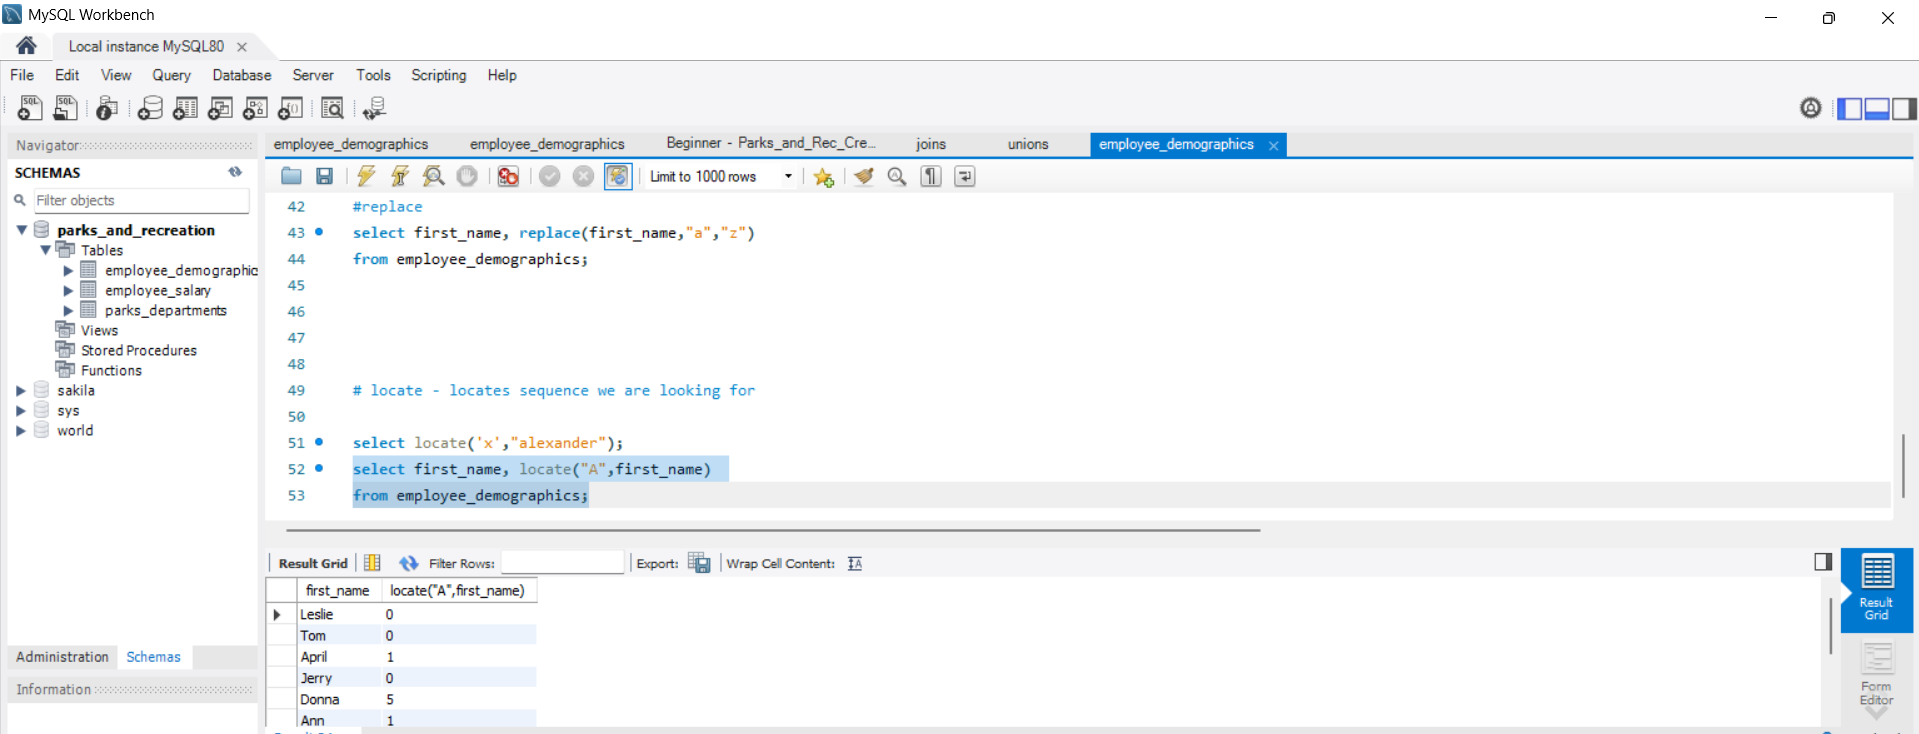 MySQL Workbench
Local instance MySQL80
File Edit View Query Database Server Tools Scripting Help
Navigator
employee_demographics employee_demographics Beginner - Parks_and_Rec_Cre... joins unions employee_demographics
SCHEMAS
Limit to 1000 rows
Filter objects
parks_and_recreation
Tables
employee_demographic
employee_salary
parks_departments
Views
Stored Procedures
Functions
sakila
sys
world
Administration Schemas
Information
42 #replace
43 select first_name, replace(first_name,"a","z")
44 from employee_demographics;
45
46
47
48
49 # locate - locates sequence we are looking for
50
51 select locate('x',"alexander");
52 select first_name, locate("A",first_name)
53 from employee_demographics;
Result Grid Filter Rows: Export: Wrap Cell Content:
first_name locate("A",first_name)
Leslie 0
Tom 0
April 1
Jerry 0
Donna 5
Ann 1
Result
Grid
Form
Editor